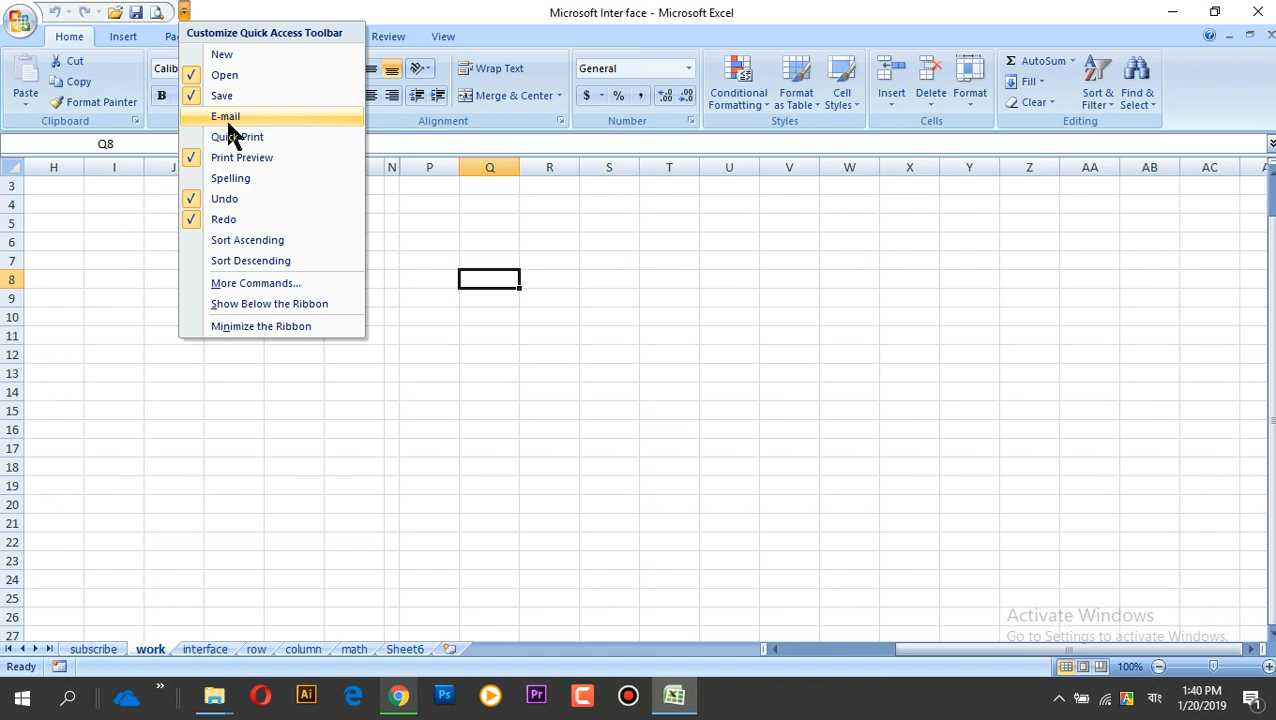 Microsoft Inter face - Microsoft Excel
Customize Quick Access Toolbar
New
Open
Save
E-mail
Quick Print
Print Preview
Spelling
Undo
Redo
Sort Ascending
Sort Descending
More Commands...
Show Below the Ribbon
Minimize the Ribbon
Home Insert Review View
Cut
Copy
Format Painter
Paste
Clipboard
B
Wrap Text
Merge & Center
Alignment
General
$ % ,
Number
Conditional Formatting
Format as Table
Cell Styles
Styles
Insert Delete Format
Cells
AutoSum
Fill
Clear
Sort & Filter
Find & Select
Editing
Q8
H I J N P Q R S T U V W X Y Z AA AB AC
3
4
5
6
7
8
9
10
11
12
13
14
15
16
17
18
19
20
21
22
23
24
25
26
27
Activate Windows
Go to Settings to activate Windows.
subscribe work interface row column math Sheet6
Ready
100%
Ai Ps Pr
বাং
1:40 PM
1/20/2019
1